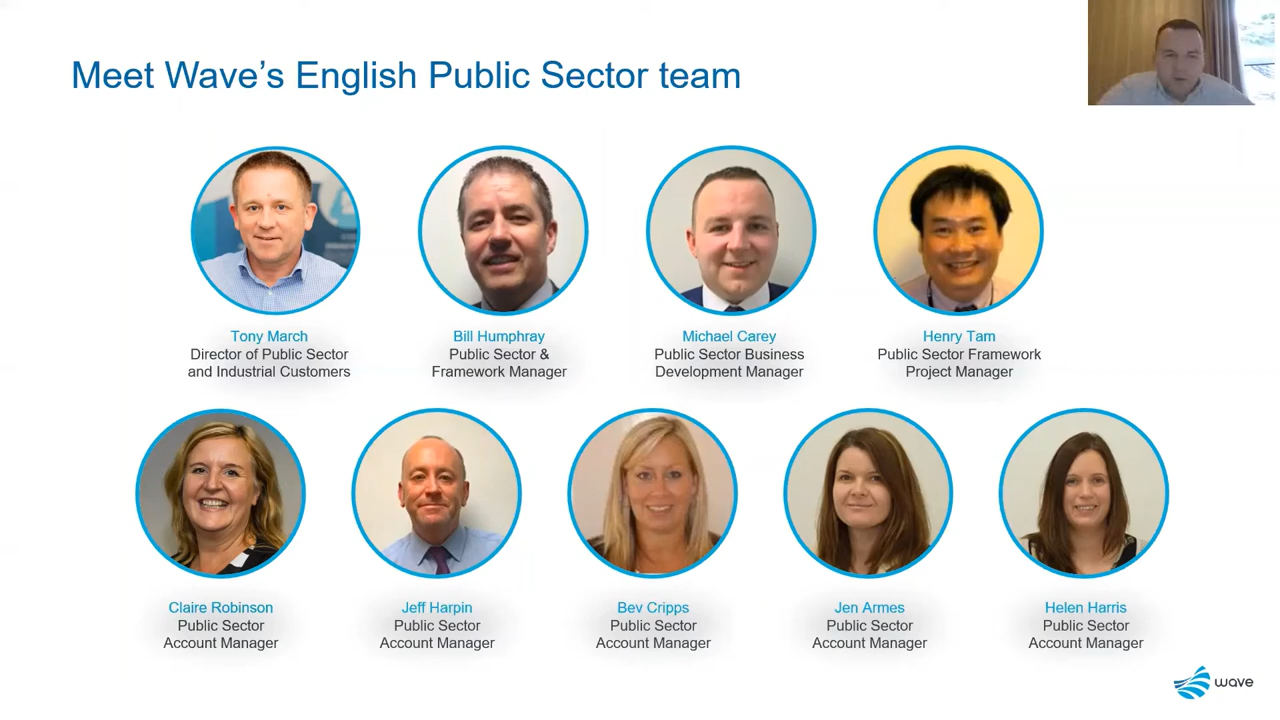 Meet Wave's English Public Sector team
Tony March
Director of Public Sector
and Industrial Customers
Bill Humphray
Public Sector &
Framework Manager
Michael Carey
Public Sector Business
Development Manager
Henry Tam
Public Sector Framework
Project Manager
Claire Robinson
Public Sector
Account Manager
Jeff Harpin
Public Sector
Account Manager
Bev Cripps
Public Sector
Account Manager
Jen Armes
Public Sector
Account Manager
Helen Harris
Public Sector
Account Manager
wave